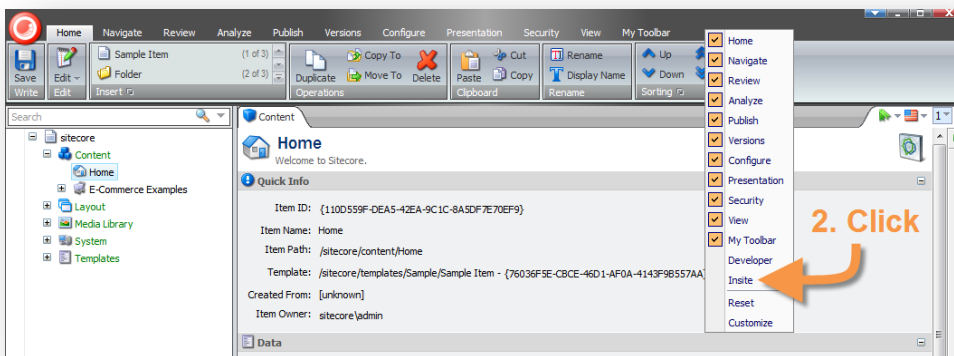 Home Navigate Review Analyze Publish Versions Configure Presentation Security View My Toolbar
Save
Write
Edit
Edit
Sample Item
Folder
(1 of 3)
(2 of 3)
Insert
Duplicate
Copy To
Move To
Delete
Operations
Paste
Cut
Copy
Clipboard
Rename
Display Name
Rename
Up
Down
Sorting
Home
Navigate
Review
Analyze
Publish
Versions
Configure
Presentation
Security
View
My Toolbar
Developer
Insite
Reset
Customize
2. Click
Search
sitecore
Content
Home
E-Commerce Examples
Layout
Media Library
System
Templates
Content
1
Home
Welcome to Sitecore.
Quick Info
Item ID: {110D559F-DEA5-42EA-9C1C-8A5DF7E70EF9}
Item Name: Home
Item Path: /sitecore/content/Home
Template: /sitecore/templates/Sample/Sample Item - {76036F5E-CBCE-46D1-AF0A-4143F9B557AA}
Created From: [unknown]
Item Owner: sitecore\admin
Data